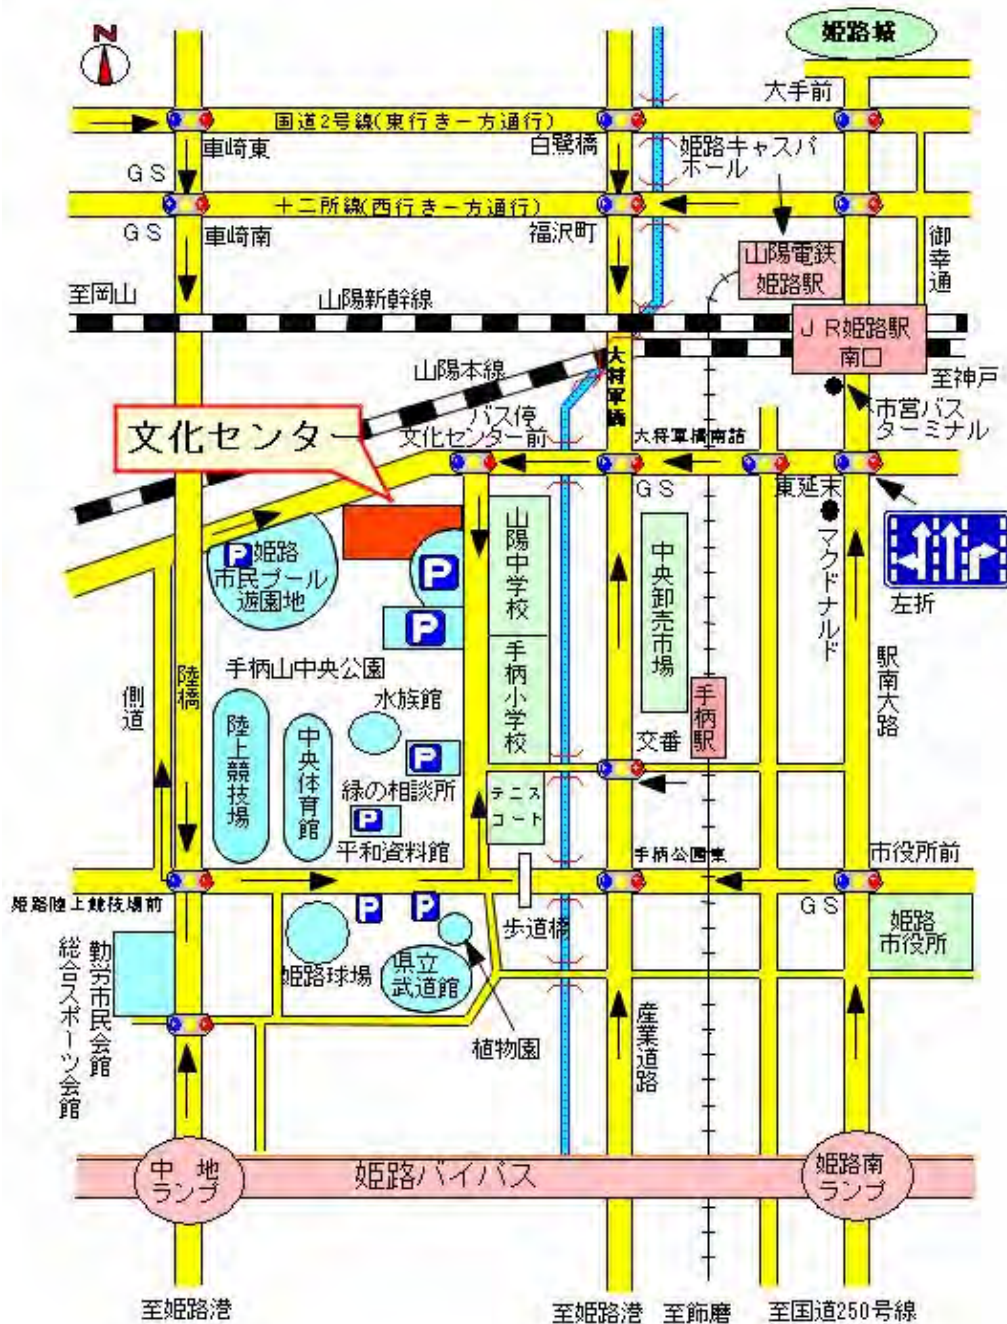 N
姫路城
大手前
国道2号線(東行き一方通行)
車崎東
白鷺橋
姫路キャスパ
ホール
GS
十二所線(西行き一方通行)
GS
車崎南
福沢町
御幸通
山陽電鉄
姫路駅
至岡山
山陽新幹線
JR姫路駅
南口
大将軍橋
山陽本線
至神戸
バス停
文化センター前
文化センター
市営バス
ターミナル
大将軍橋南詰
GS
東延末
マクドナルド
左折
P
姫路
市民プール
遊園地
P
P
山陽中学校
中央卸売市場
手柄山中央公園
手柄小学校
手柄駅
駅南大路
側道
陸橋
陸上競技場
中央体育館
水族館
P
緑の相談所
P
平和資料館
テニス
コート
交番
手柄公園東
市役所前
姫路陸上競技場前
GS
姫路
市役所
P
P
歩道橋
姫路球場
県立
武道館
植物園
勤労市民会館
総合スポーツ会館
産業道路
中地
ランプ
姫路バイパス
姫路南
ランプ
至姫路港
至姫路港
至飾磨
至国道250号線